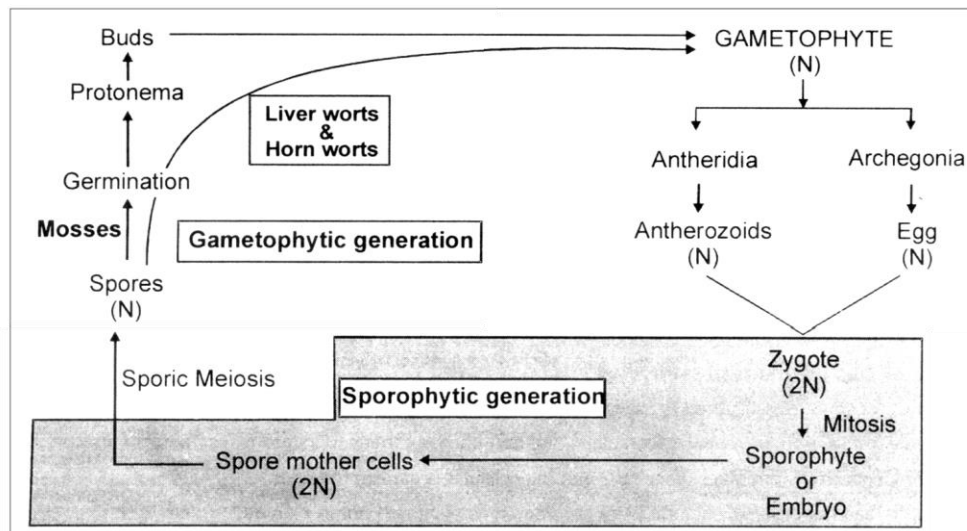 Buds
GAMETOPHYTE
(N)
Protonema
Liver worts
&
Horn worts
Antheridia
Archegonia
Germination
Mosses
Gametophytic generation
Antherozoids
(N)
Egg
(N)
Spores
(N)
Zygote
(2N)
Sporic Meiosis
Sporophytic generation
Mitosis
Spore mother cells
(2N)
Sporophyte
or
Embryo